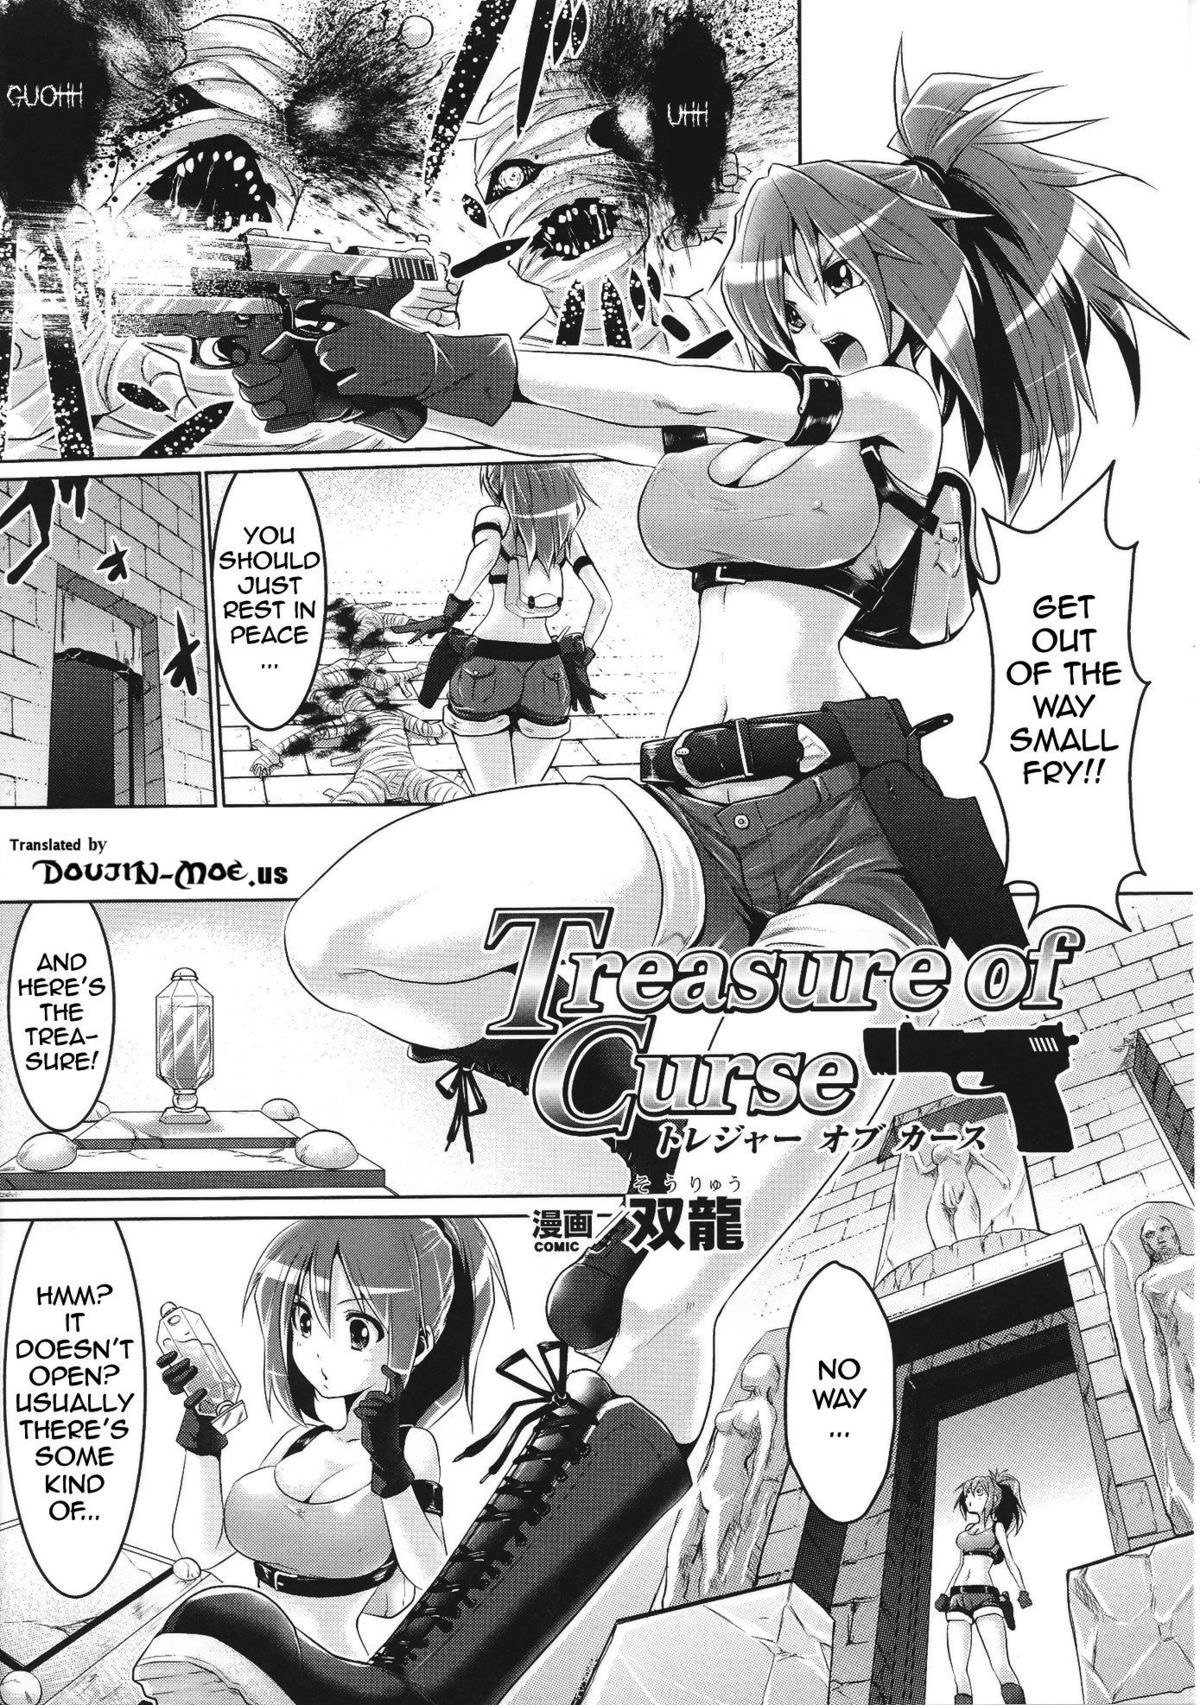 GUOHH
UHH
GET
OUT
OF THE
WAY
SMALL
FRY!!
YOU
SHOULD
JUST
REST IN
PEACE
...
Translated by
DOUJIN-MOE.us
Treasure of
Curse
トレジャー オブ カース
漫画
COMIC
そうりゅう
双龍
AND
HERE'S
THE
TREA-
SURE!
NO
WAY
...
HMM?
IT
DOESN'T
OPEN?
USUALLY
THERE'S
SOME
KIND
OF...